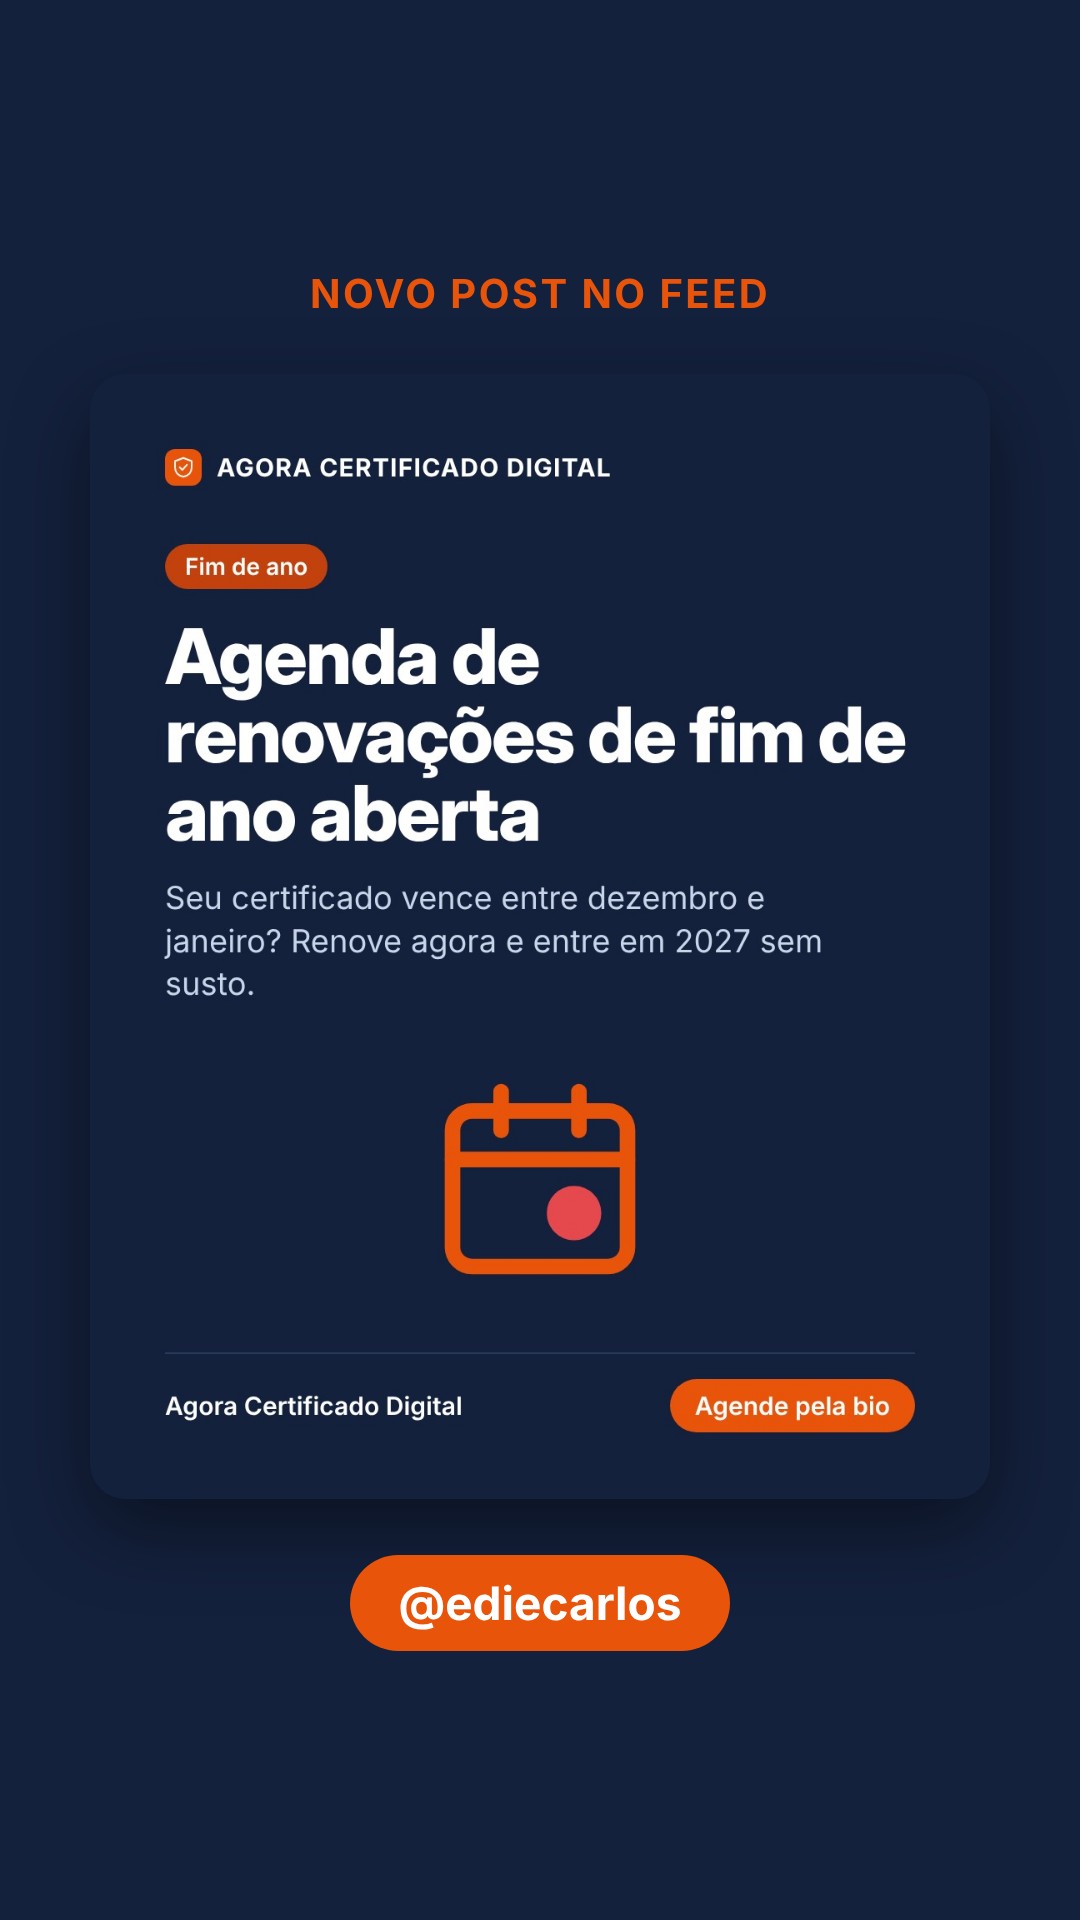 NOVO POST NO FEED
AGORA CERTIFICADO DIGITAL
Fim de ano
Agenda de
renovações de fim de
ano aberta
Seu certificado vence entre dezembro e
janeiro? Renove agora e entre em 2027 sem
susto.
Agora Certificado Digital
Agende pela bio
@ediecarlos